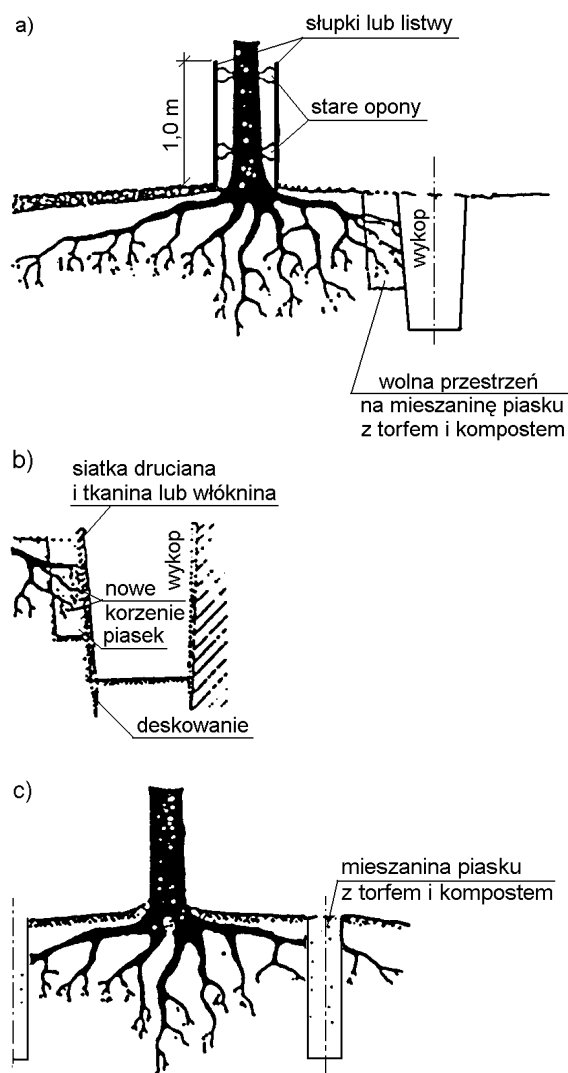 a)
słupki lub listwy
stare opony
1,0 m
wykop
wolna przestrzeń
na mieszaninę piasku
z torfem i kompostem
b)
siatka druciana
i tkanina lub włóknina
wykop
nowe
korzenie
piasek
deskowanie
c)
mieszanina piasku
z torfem i kompostem